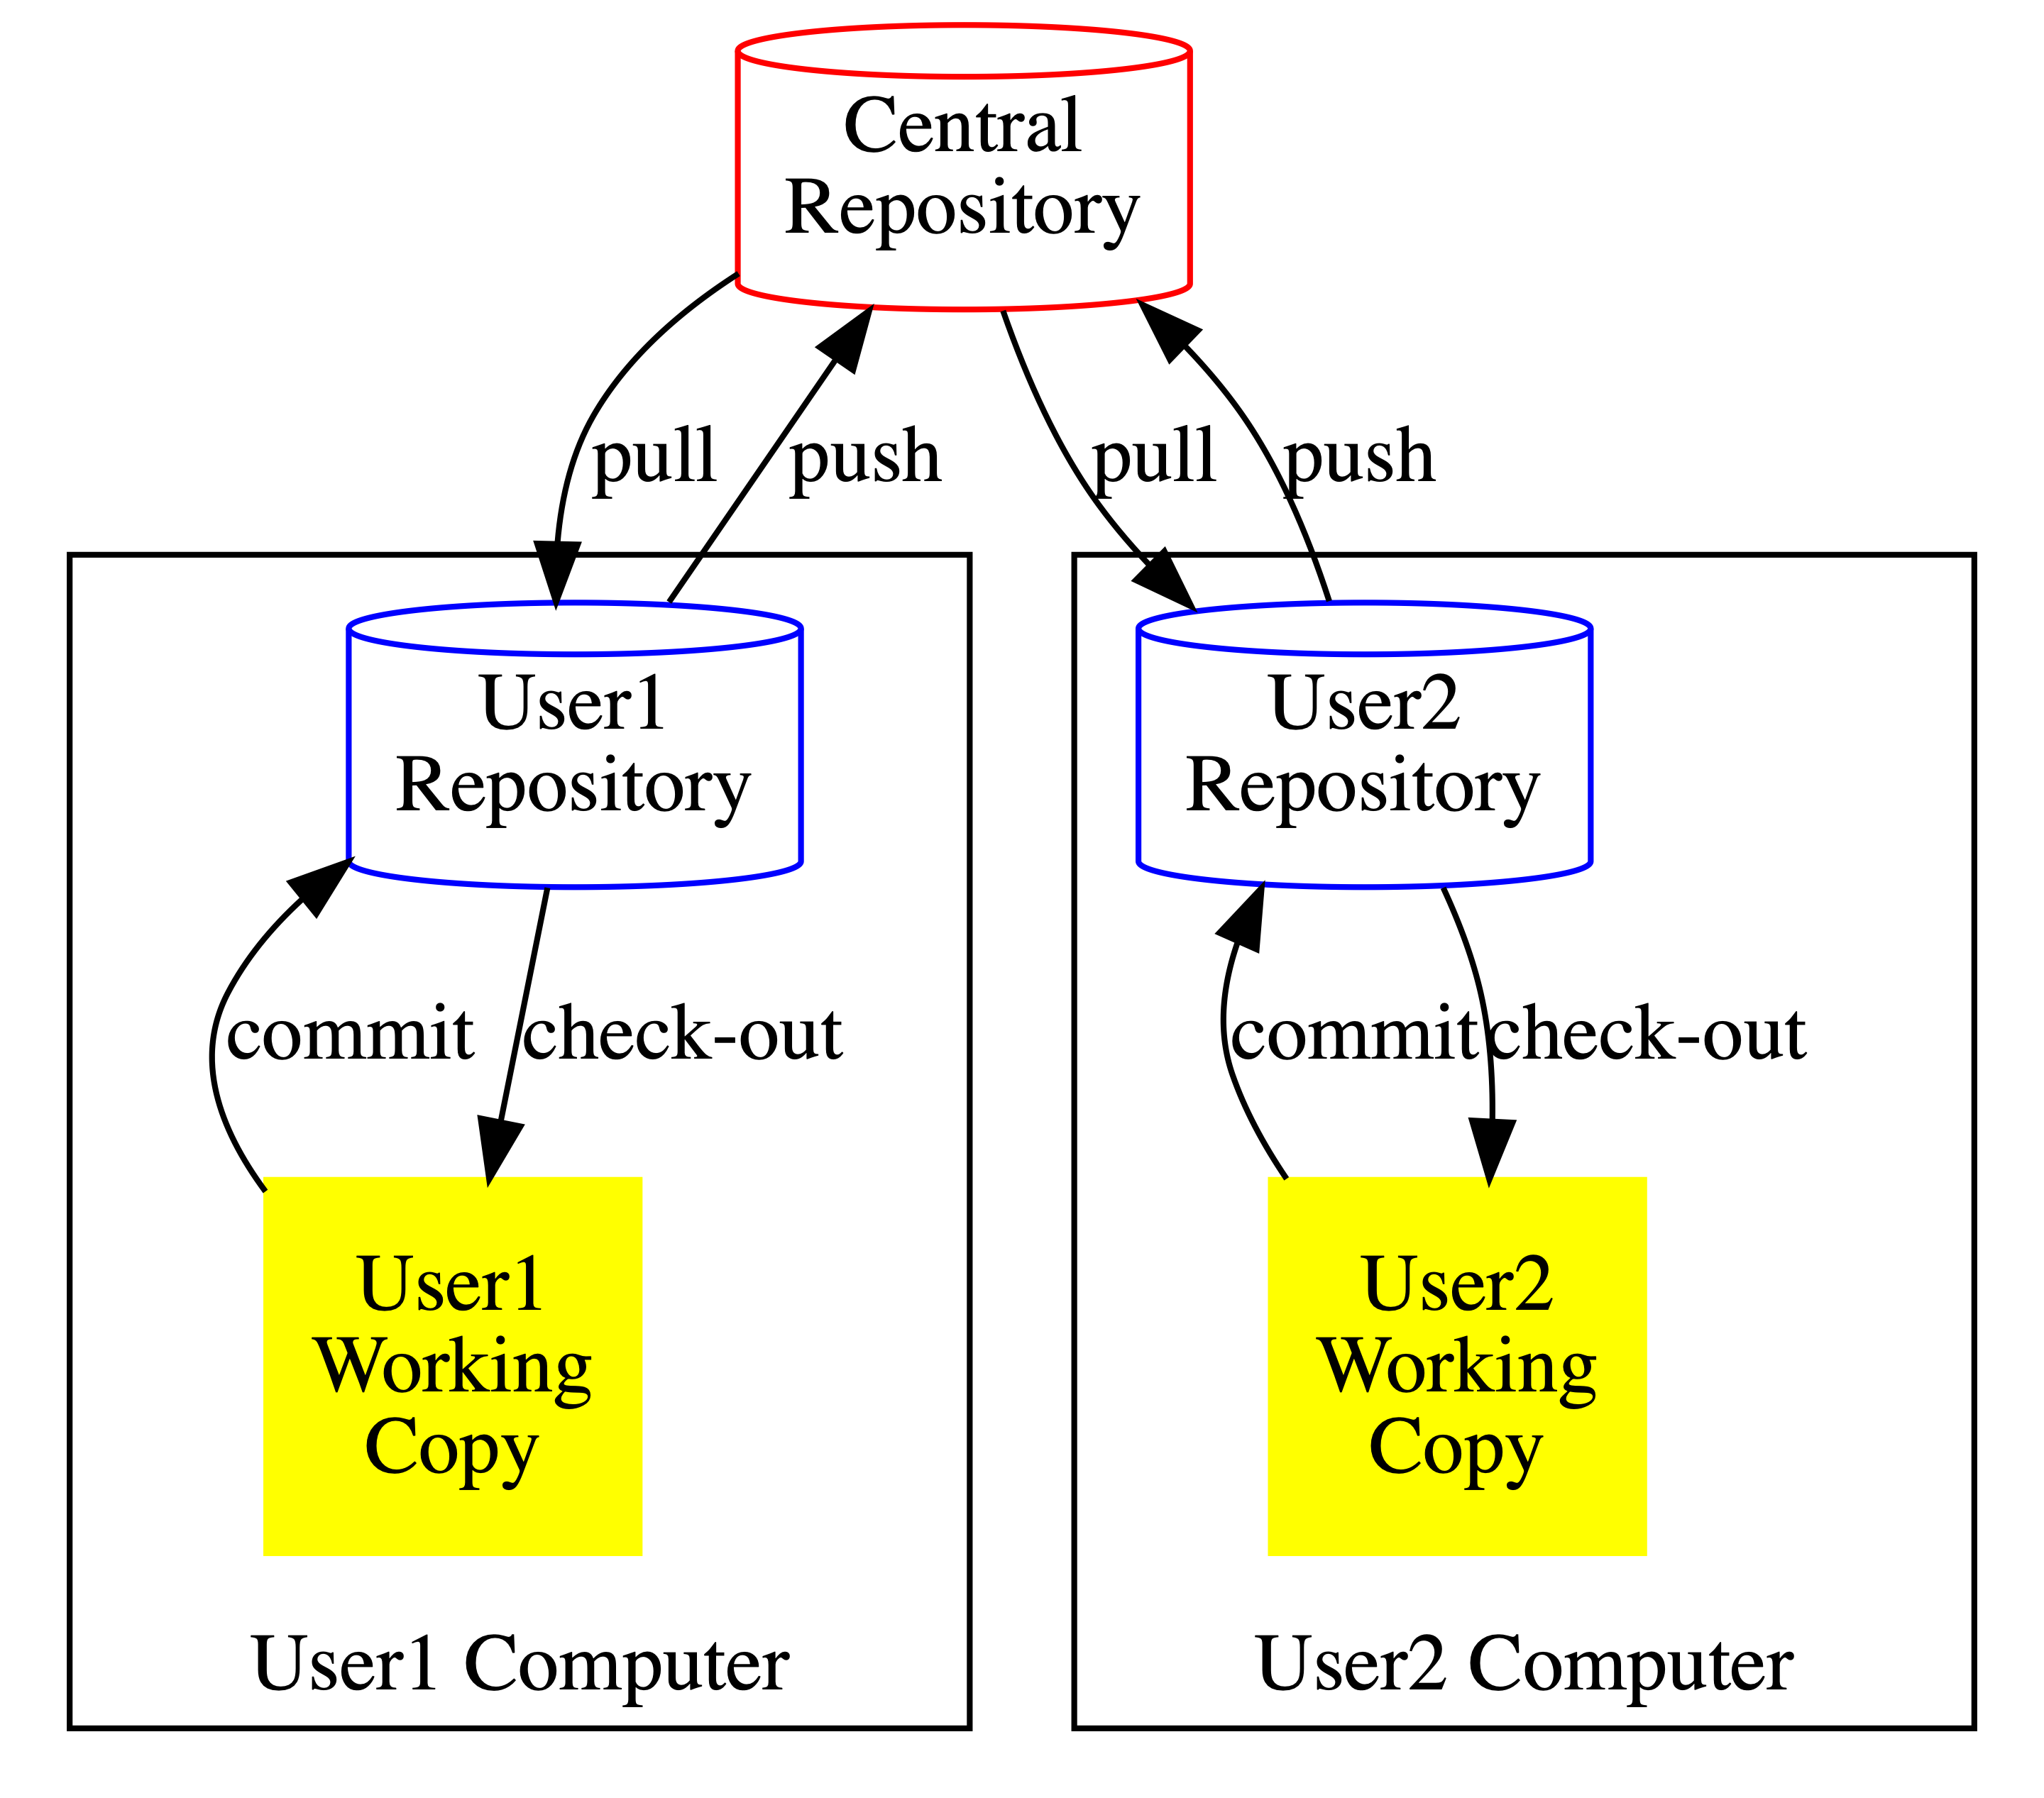 Central
Repository
pull
push
pull
push
User1
Repository
User2
Repository
commit
check-out
commit
check-out
User1
Working
Copy
User2
Working
Copy
User1 Computer
User2 Computer